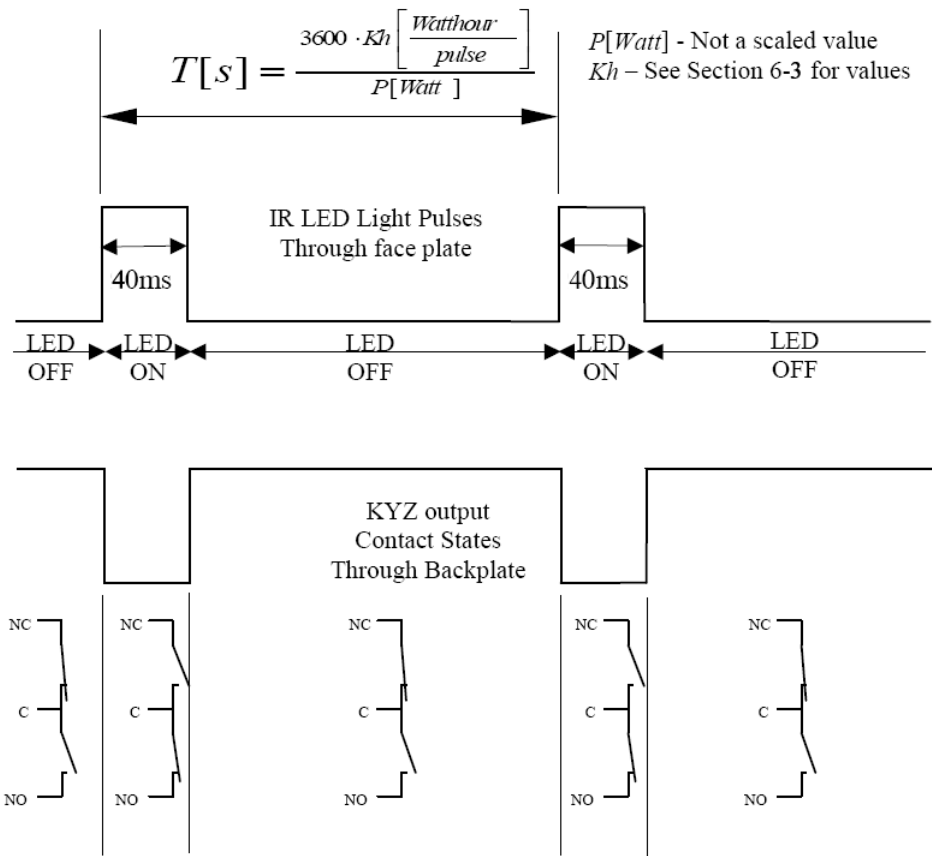 T[s] = 3600 · Kh [Watthour / pulse] / P[Watt ]
P[Watt] - Not a scaled value
Kh – See Section 6-3 for values
IR LED Light Pulses
Through face plate
40ms 40ms
LED LED LED LED LED
OFF ON OFF ON OFF
KYZ output
Contact States
Through Backplate
NC NC NC NC NC
C C C C C
NO NO NO NO NO